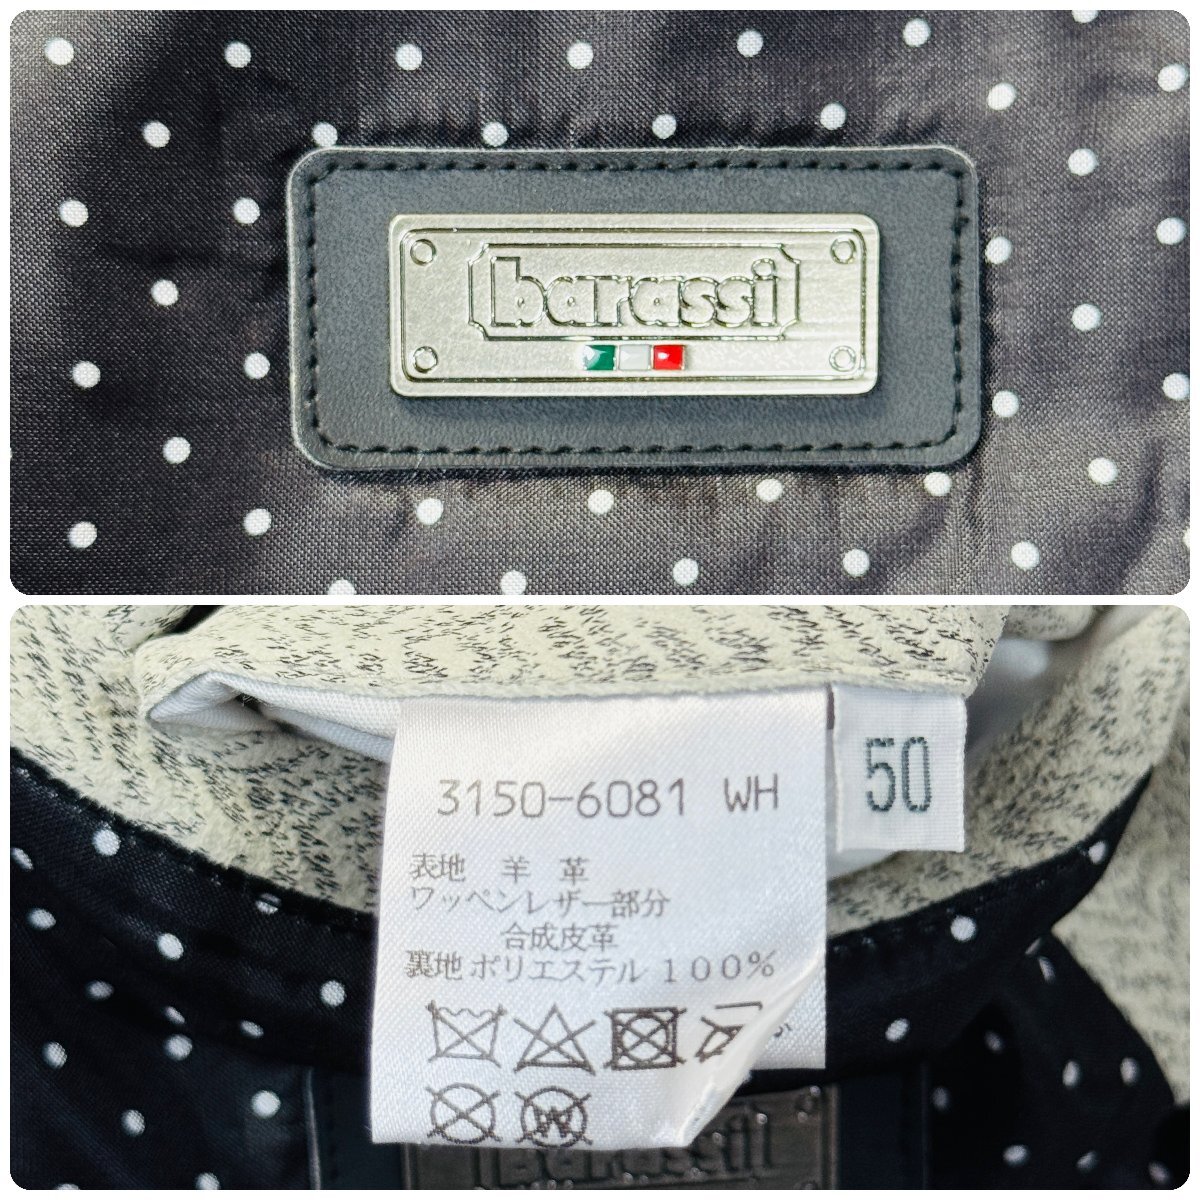 barassi
3150-6081 WH
50
表地 羊 革
ワッペンレザー部分
合成皮革
裏地 ポリエステル 100%
W
barassi